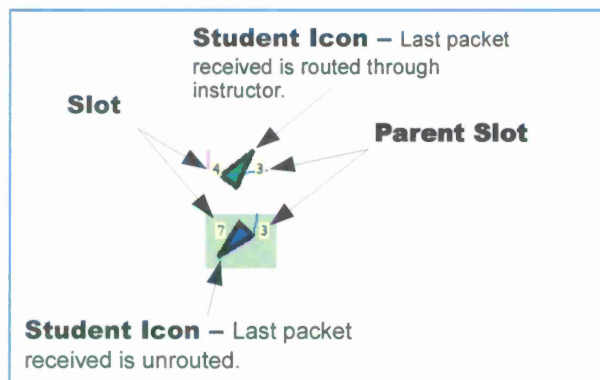 Student Icon – Last packet
received is routed through
instructor.
Slot
Parent Slot
4 3
7 3
Student Icon – Last packet
received is unrouted.